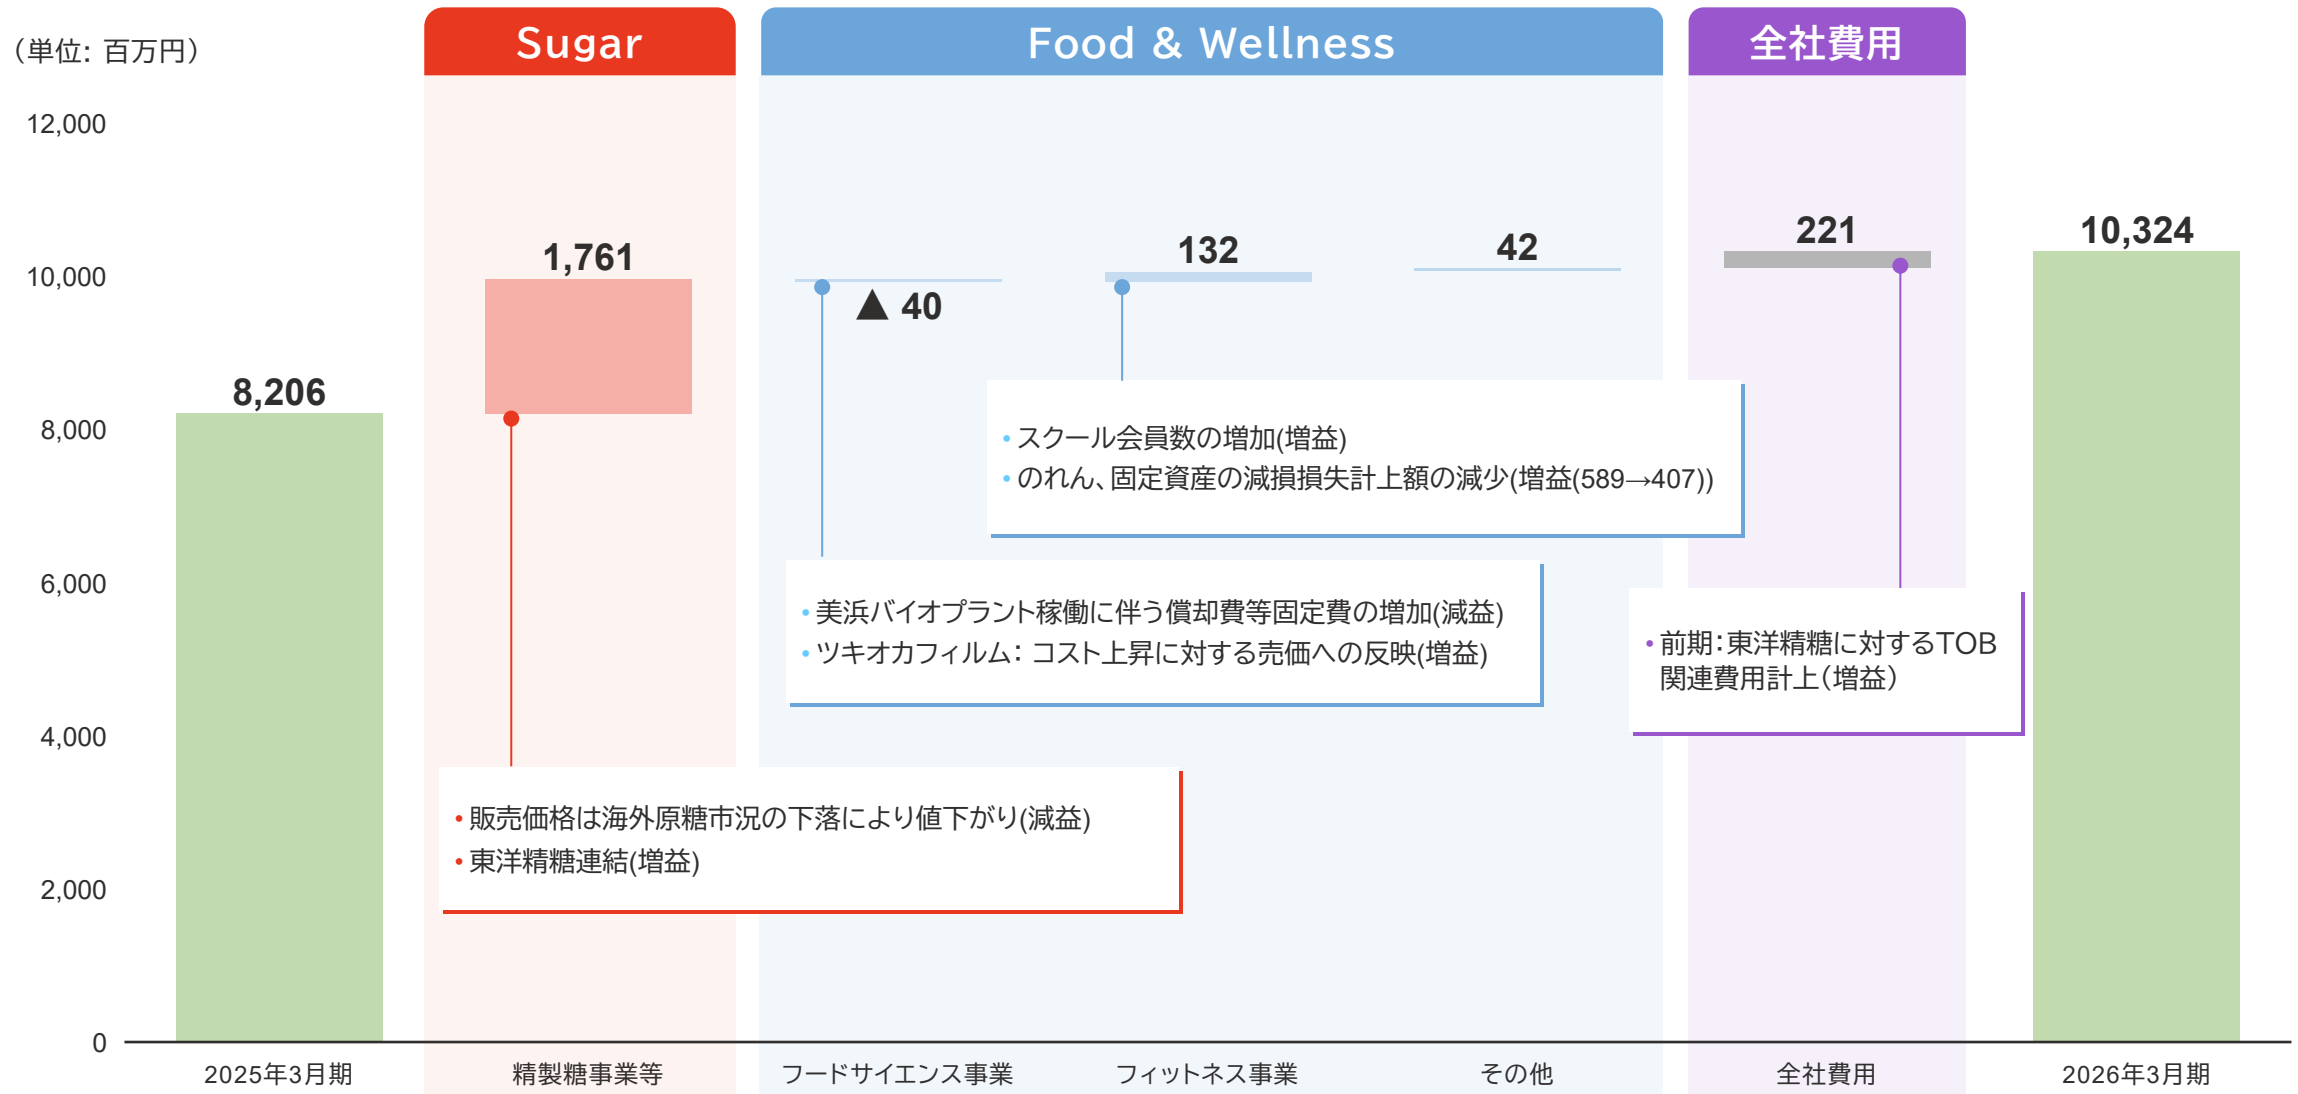 （単位: 百万円）
Sugar
Food & Wellness
全社費用
12,000
10,000
8,000
6,000
4,000
2,000
0
8,206
1,761
▲ 40
132
42
221
10,324
・スクール会員数の増加(増益)
・のれん、固定資産の減損損失計上額の減少(増益(589→407))
・美浜バイオプラント稼働に伴う償却費等固定費の増加(減益)
・ツキオカフィルム： コスト上昇に対する売価への反映(増益)
・前期：東洋精糖に対するTOB
関連費用計上（増益）
・販売価格は海外原糖市況の下落により値下がり(減益)
・東洋精糖連結(増益)
2025年3月期
精製糖事業等
フードサイエンス事業
フィットネス事業
その他
全社費用
2026年3月期